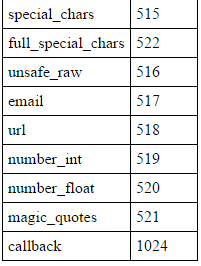 special_chars 515
full_special_chars 522
unsafe_raw 516
email 517
url 518
number_int 519
number_float 520
magic_quotes 521
callback 1024